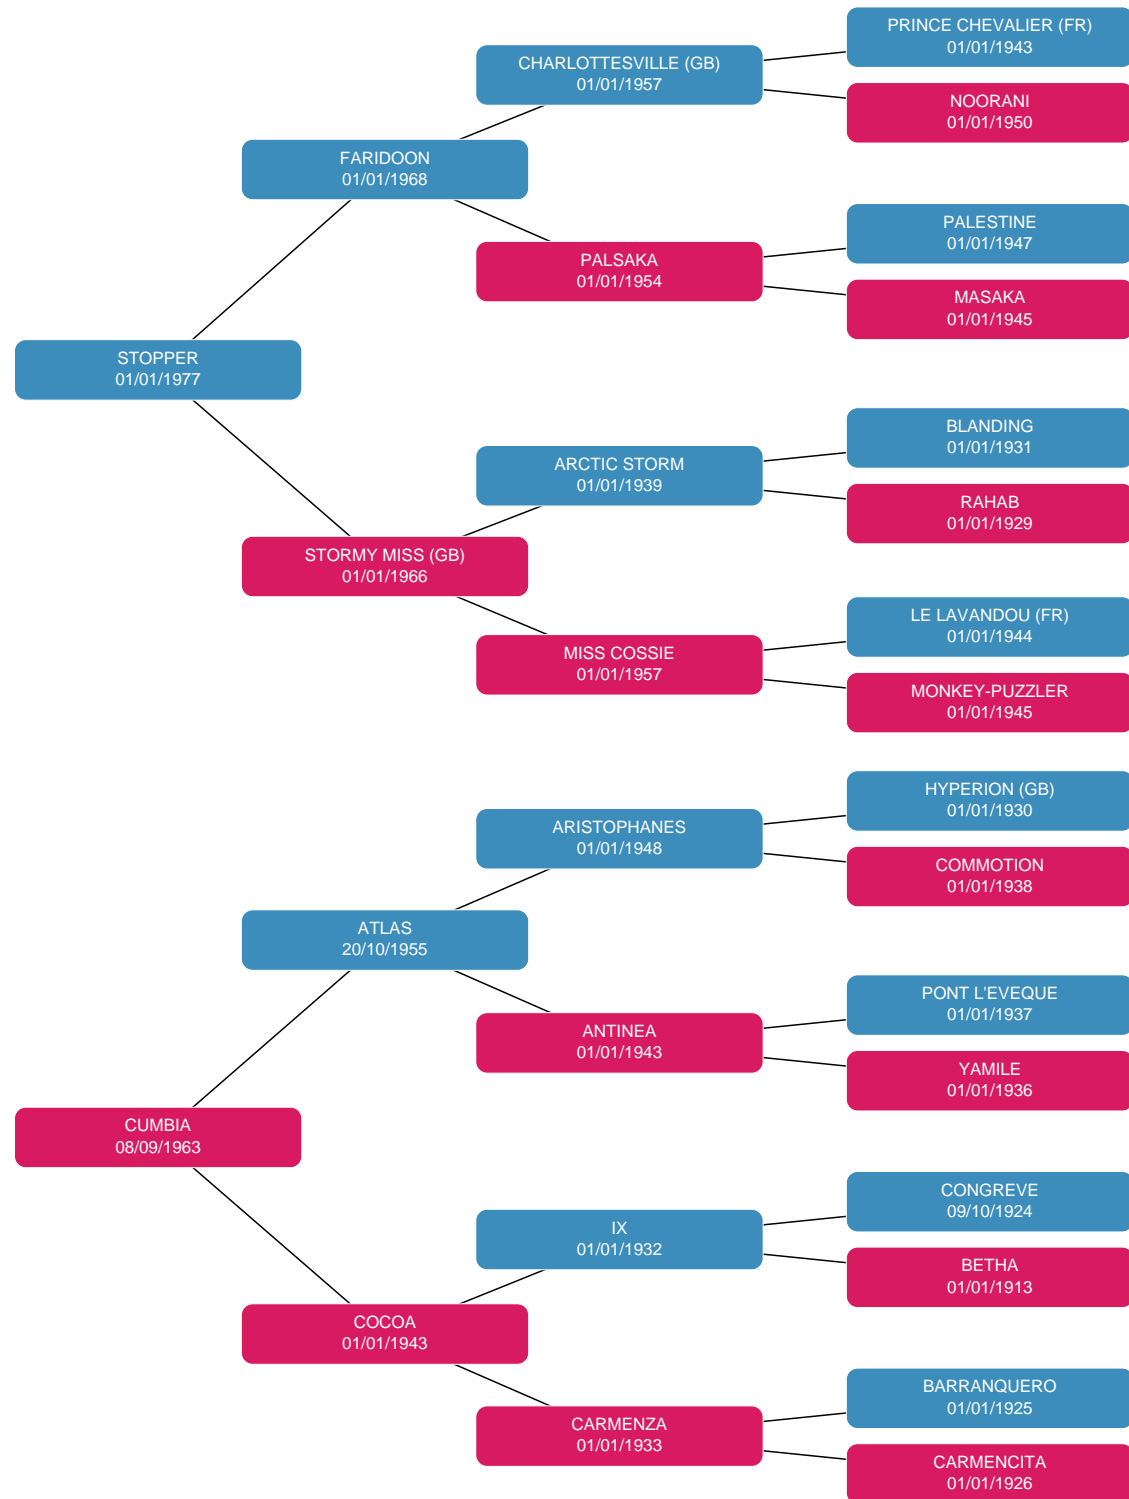 PRINCE CHEVALIER (FR)
01/01/1943
CHARLOTTESVILLE (GB)
01/01/1957
NOORANI
01/01/1950
FARIDOON
01/01/1968
PALESTINE
01/01/1947
PALSAKA
01/01/1954
MASAKA
01/01/1945
STOPPER
01/01/1977
BLANDING
01/01/1931
ARCTIC STORM
01/01/1939
RAHAB
01/01/1929
STORMY MISS (GB)
01/01/1966
LE LAVANDOU (FR)
01/01/1944
MISS COSSIE
01/01/1957
MONKEY-PUZZLER
01/01/1945
HYPERION (GB)
01/01/1930
ARISTOPHANES
01/01/1948
COMMOTION
01/01/1938
ATLAS
20/10/1955
PONT L'EVEQUE
01/01/1937
ANTINEA
01/01/1943
YAMILE
01/01/1936
CUMBIA
08/09/1963
CONGREVE
09/10/1924
IX
01/01/1932
BETHA
01/01/1913
COCOA
01/01/1943
BARRANQUERO
01/01/1925
CARMENZA
01/01/1933
CARMENCITA
01/01/1926